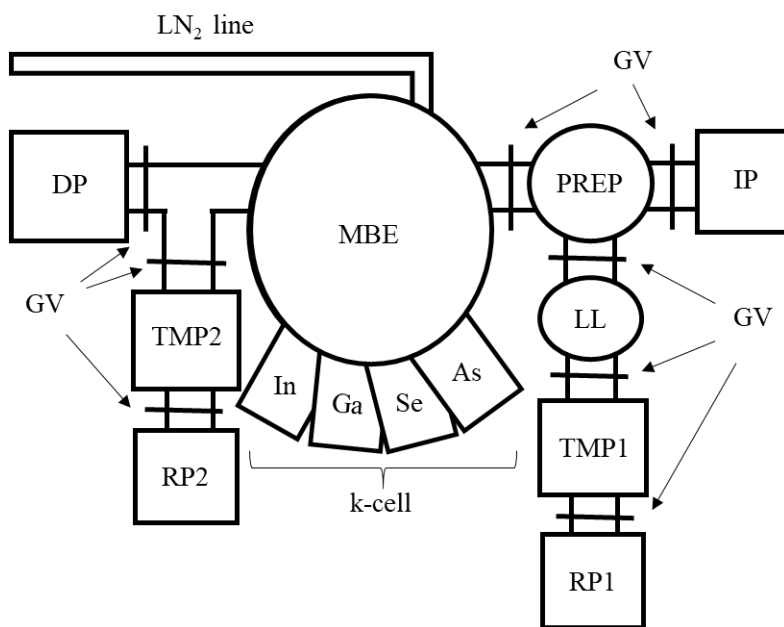 LN₂ line
GV
DP
PREP
IP
MBE
GV
TMP2
LL
GV
In
Ga
Se
As
RP2
TMP1
k-cell
RP1